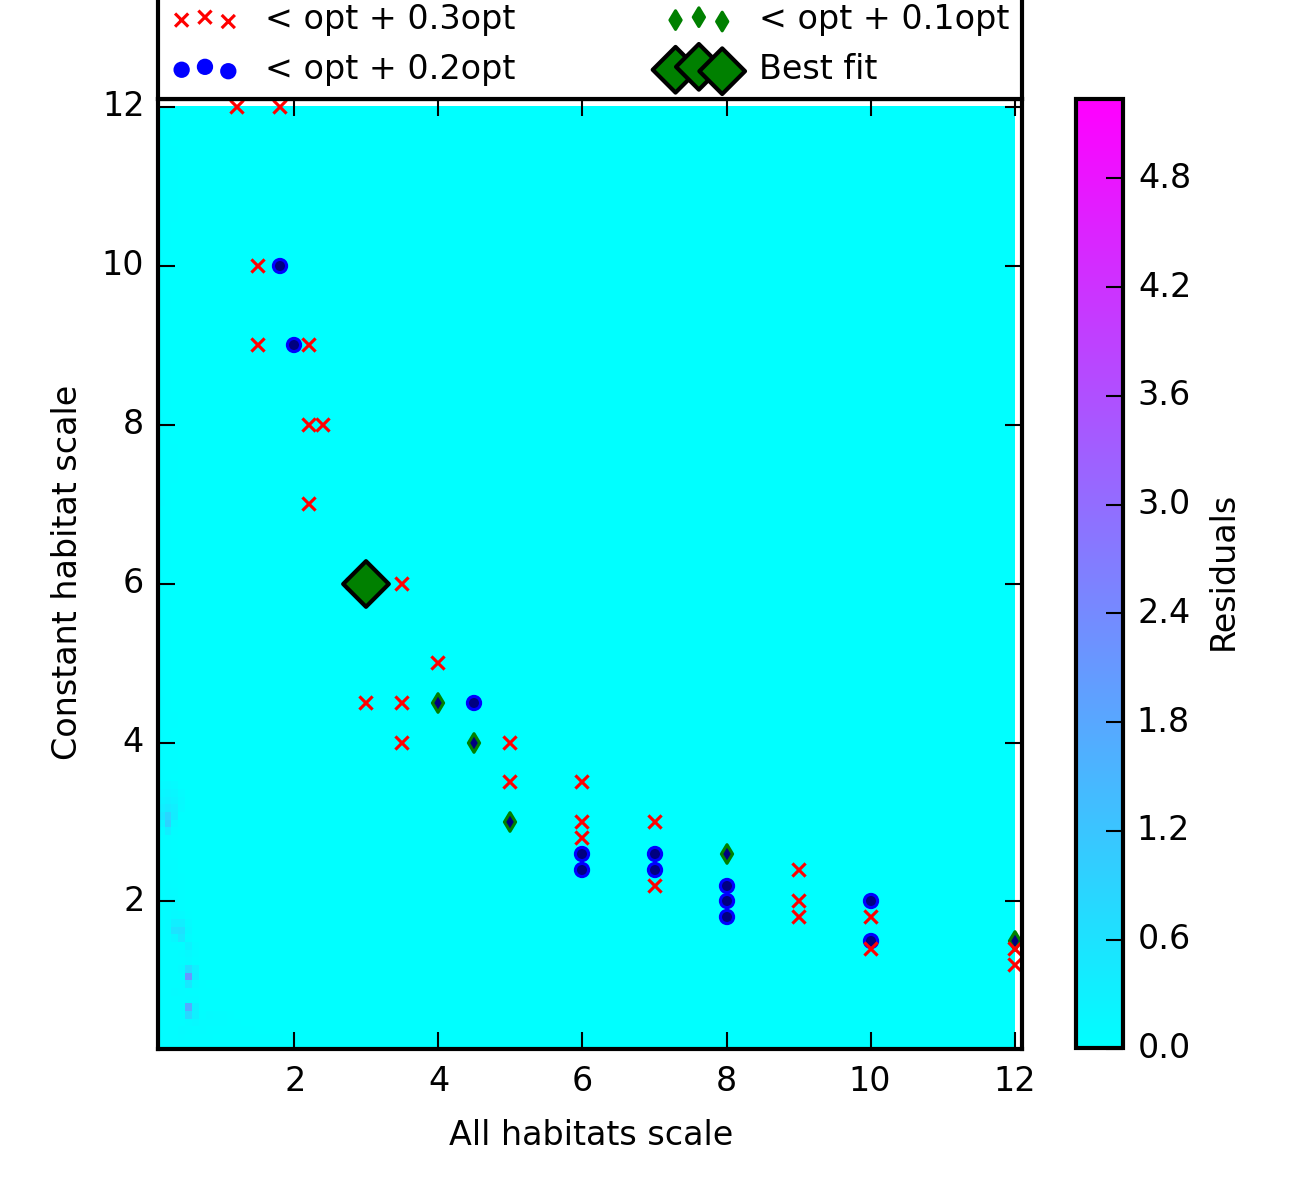 < opt + 0.3opt
< opt + 0.1opt
< opt + 0.2opt
Best fit
12
10
8
6
4
2
Constant habitat scale
2 4 6 8 10 12
All habitats scale
4.8
4.2
3.6
3.0
2.4
1.8
1.2
0.6
0.0
Residuals